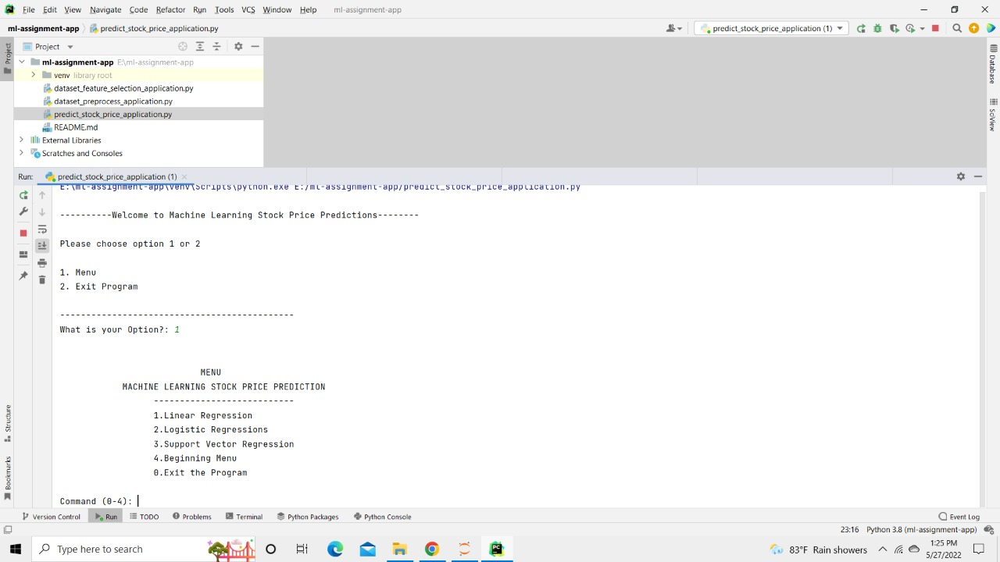 File Edit View Navigate Code Refactor Run Tools VCS Window Help ml-assignment-app
ml-assignment-app predict_stock_price_application.py predict_stock_price_application (1)
Project
Project
ml-assignment-app E:\ml-assignment-app
venv library root
dataset_feature_selection_application.py
dataset_preprocess_application.py
predict_stock_price_application.py
README.md
External Libraries
Scratches and Consoles
Database
SciView
Run: predict_stock_price_application (1)
E:\ml-assignment-app\venv\Scripts\python.exe E:/ml-assignment-app/predict_stock_price_application.py
----------Welcome to Machine Learning Stock Price Predictions--------
Please choose option 1 or 2
1. Menu
2. Exit Program
---------------------------------------------
What is your Option?: 1
MENU
MACHINE LEARNING STOCK PRICE PREDICTION
---------------------------
1.Linear Regression
2.Logistic Regressions
3.Support Vector Regression
4.Beginning Menu
0.Exit the Program
Command (0-4):
Structure
Bookmarks
Version Control Run TODO Problems Terminal Python Packages Python Console Event Log
23:16 Python 3.8 (ml-assignment-app)
Type here to search
83°F Rain showers
1:25 PM
5/27/2022